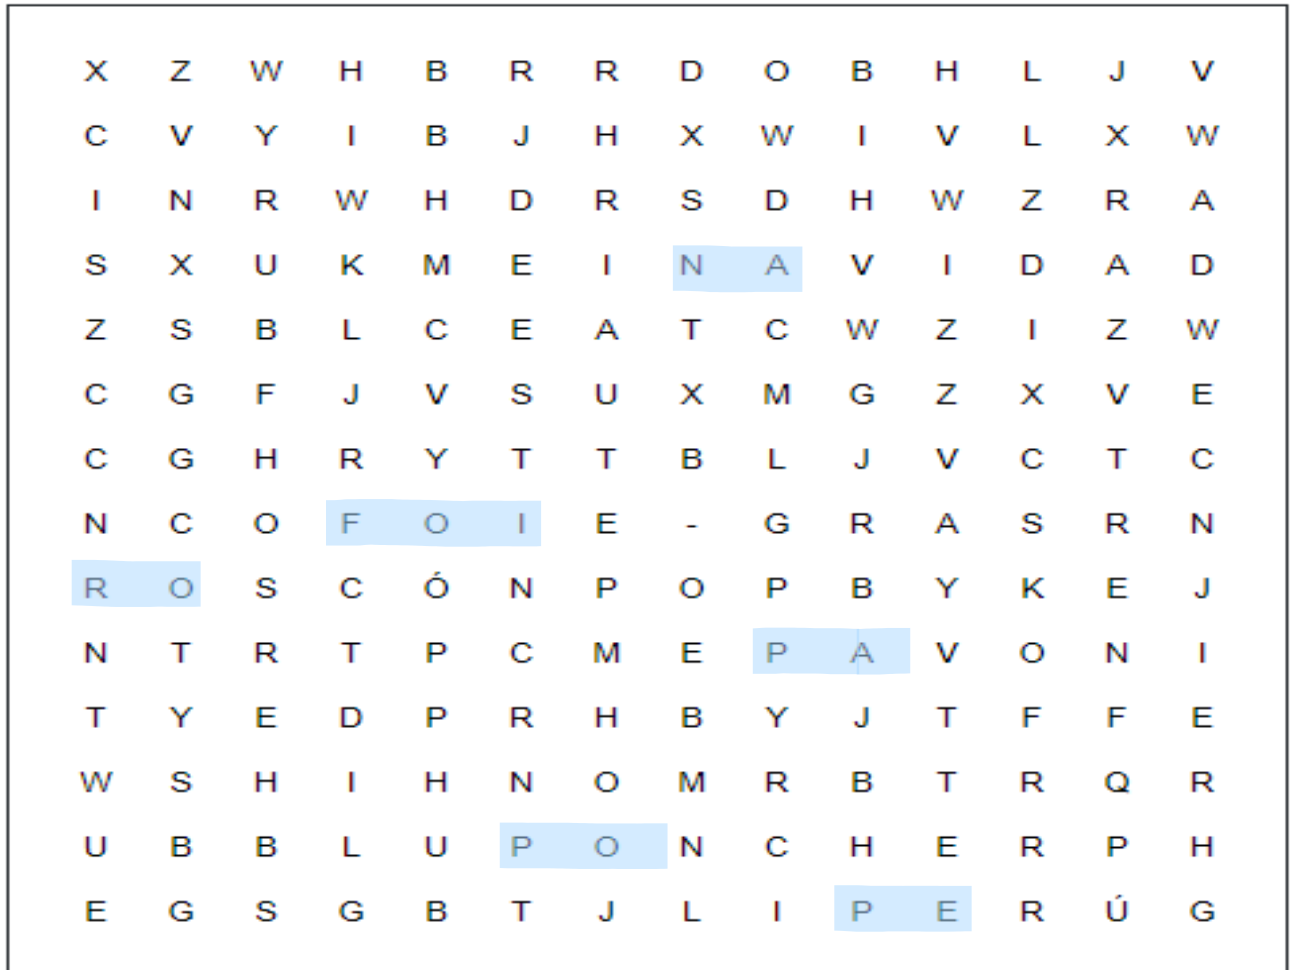 X Z W H B R R D O B H L J V
C V Y I B J H X W I V L X W
I N R W H D R S D H W Z R A
S X U K M E I N A V I D A D
Z S B L C E A T C W Z I Z W
C G F J V S U X M G Z X V E
C G H R Y T T B L J V C T C
N C O F O I E - G R A S R N
R O S C Ó N P O P B Y K E J
N T R T P C M E P A V O N I
T Y E D P R H B Y J T F F E
W S H I H N O M R B T R Q R
U B B L U P O N C H E R P H
E G S G B T J L I P E R Ú G